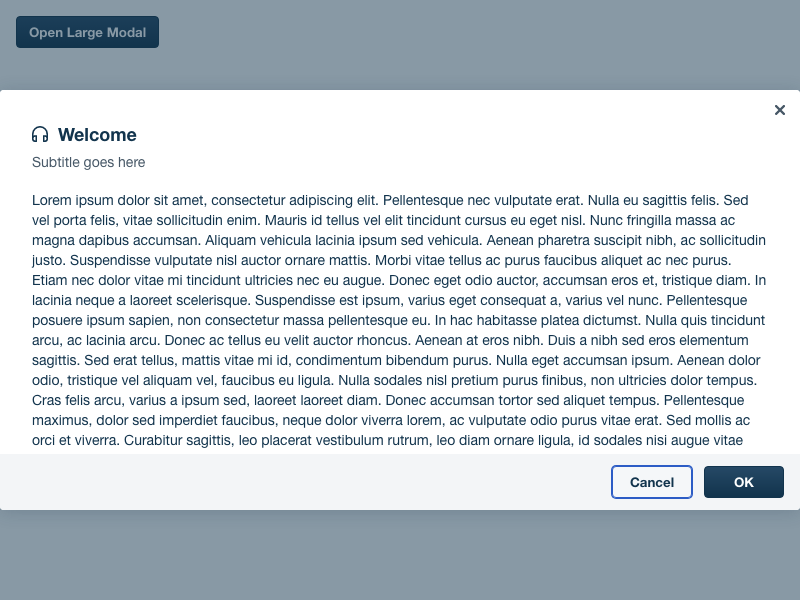 Open Large Modal
Welcome
Subtitle goes here
Lorem ipsum dolor sit amet, consectetur adipiscing elit. Pellentesque nec vulputate erat. Nulla eu sagittis felis. Sed
vel porta felis, vitae sollicitudin enim. Mauris id tellus vel elit tincidunt cursus eu eget nisl. Nunc fringilla massa ac
magna dapibus accumsan. Aliquam vehicula lacinia ipsum sed vehicula. Aenean pharetra suscipit nibh, ac sollicitudin
justo. Suspendisse vulputate nisl auctor ornare mattis. Morbi vitae tellus ac purus faucibus aliquet ac nec purus.
Etiam nec dolor vitae mi tincidunt ultricies nec eu augue. Donec eget odio auctor, accumsan eros et, tristique diam. In
lacinia neque a laoreet scelerisque. Suspendisse est ipsum, varius eget consequat a, varius vel nunc. Pellentesque
posuere ipsum sapien, non consectetur massa pellentesque eu. In hac habitasse platea dictumst. Nulla quis tincidunt
arcu, ac lacinia arcu. Donec ac tellus eu velit auctor rhoncus. Aenean at eros nibh. Duis a nibh sed eros elementum
sagittis. Sed erat tellus, mattis vitae mi id, condimentum bibendum purus. Nulla eget accumsan ipsum. Aenean dolor
odio, tristique vel aliquam vel, faucibus eu ligula. Nulla sodales nisl pretium purus finibus, non ultricies dolor tempus.
Cras felis arcu, varius a ipsum sed, laoreet laoreet diam. Donec accumsan tortor sed aliquet tempus. Pellentesque
maximus, dolor sed imperdiet faucibus, neque dolor viverra lorem, ac vulputate odio purus vitae erat. Sed mollis ac
orci et viverra. Curabitur sagittis, leo placerat vestibulum rutrum, leo diam ornare ligula, id sodales nisi augue vitae
Cancel
OK